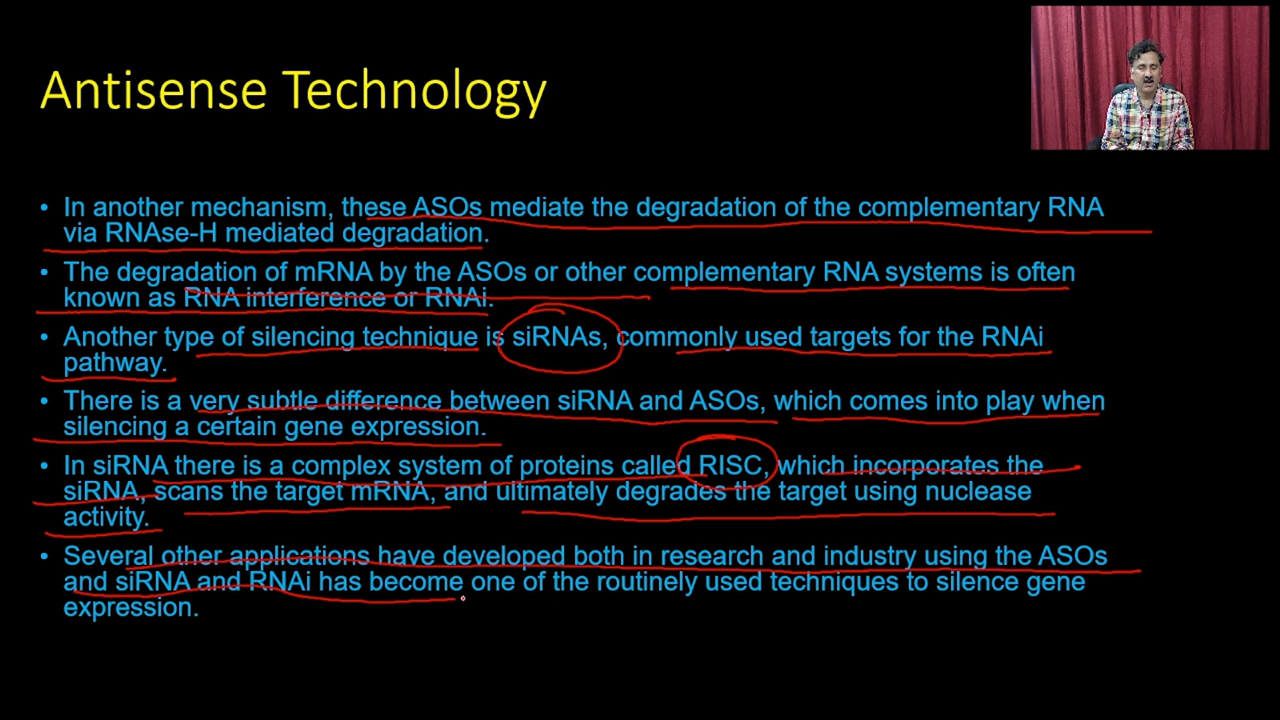 Antisense Technology
• In another mechanism, these ASOs mediate the degradation of the complementary RNA
via RNAse-H mediated degradation.
• The degradation of mRNA by the ASOs or other complementary RNA systems is often
known as RNA interference or RNAi.
• Another type of silencing technique is siRNAs, commonly used targets for the RNAi
pathway.
• There is a very subtle difference between siRNA and ASOs, which comes into play when
silencing a certain gene expression.
• In siRNA there is a complex system of proteins called RISC, which incorporates the
siRNA, scans the target mRNA, and ultimately degrades the target using nuclease
activity.
• Several other applications have developed both in research and industry using the ASOs
and siRNA and RNAi has become one of the routinely used techniques to silence gene
expression.